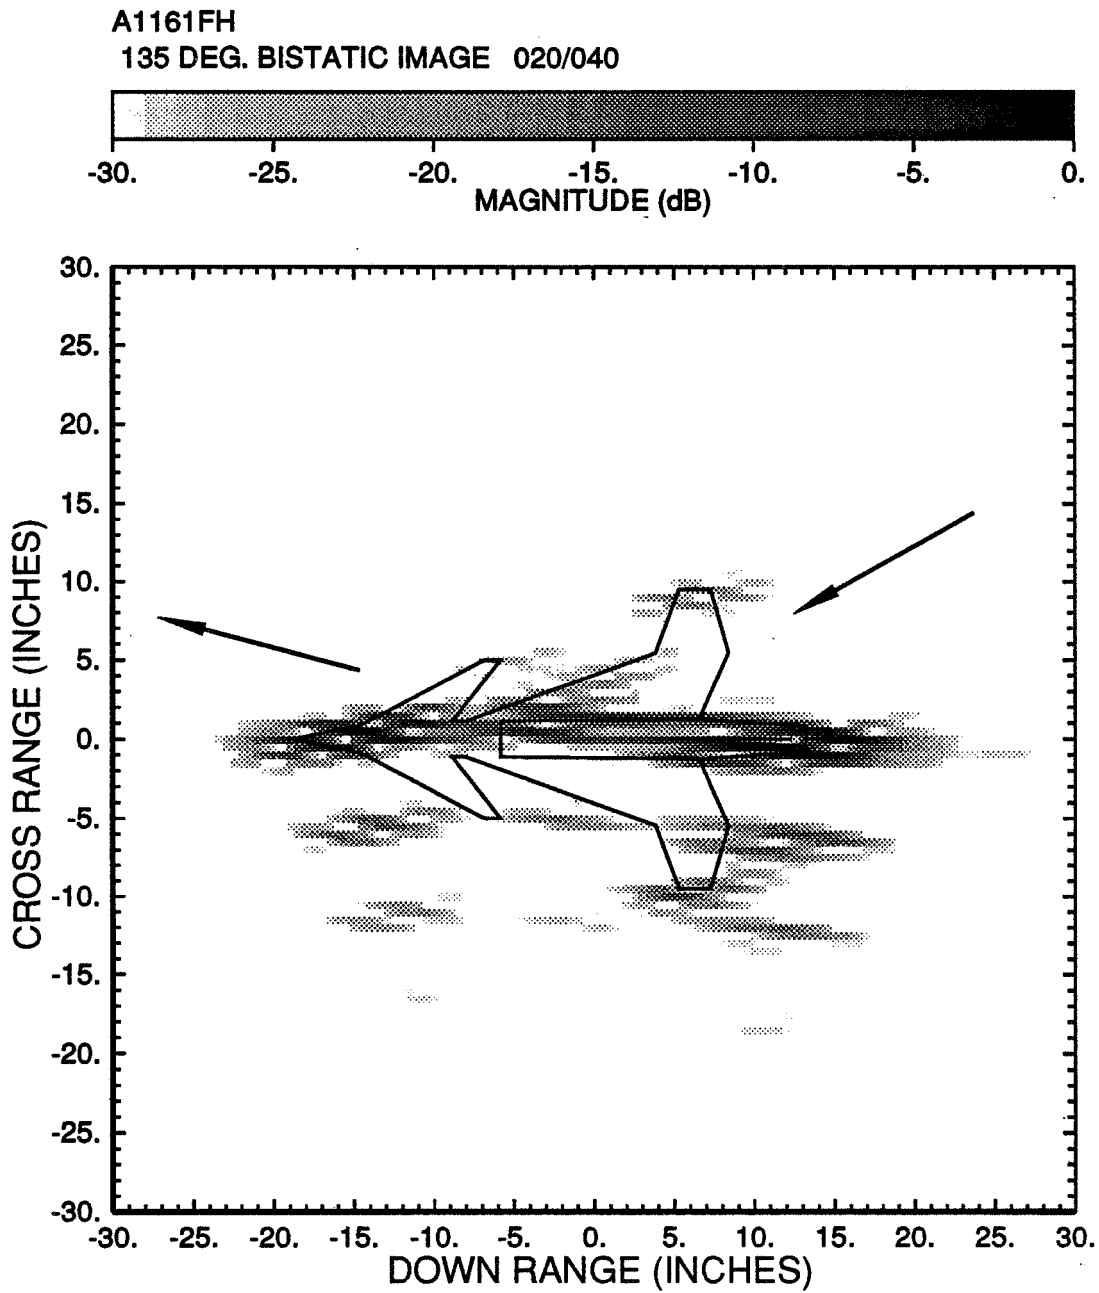 A1161FH
135 DEG. BISTATIC IMAGE 020/040
-30. -25. -20. -15. -10. -5. 0.
MAGNITUDE (dB)
30.
25.
20.
15.
10.
5.
0.
-5.
-10.
-15.
-20.
-25.
-30.
CROSS RANGE (INCHES)
-30. -25. -20. -15. -10. -5. 0. 5. 10. 15. 20. 25. 30.
DOWN RANGE (INCHES)